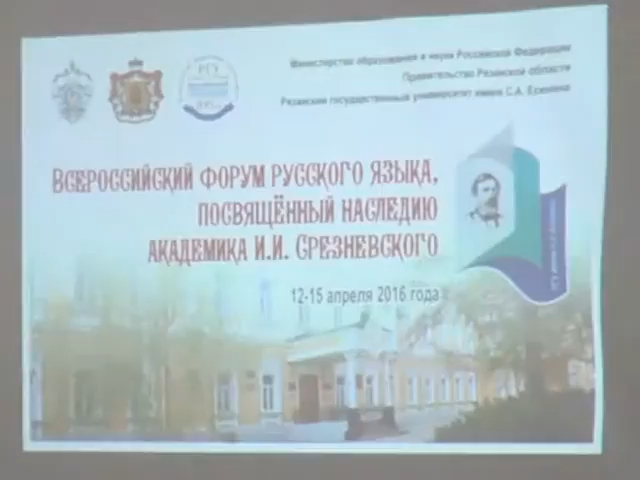 Министерство образования и науки Российской Федерации
Правительство Рязанской области
Рязанский государственный университет имени С.А. Есенина
РГУ
ВСЕРОССИЙСКИЙ ФОРУМ РУССКОГО ЯЗЫКА,
ПОСВЯЩЁННЫЙ НАСЛЕДИЮ
АКАДЕМИКА И.И. СРЕЗНЕВСКОГО
12-15 апреля 2016 года